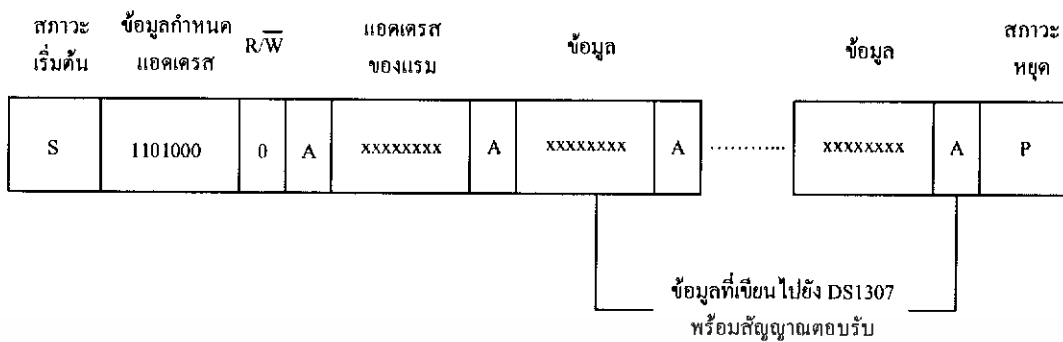 สภาวะ ข้อมูลกำหนด R/W̅ แอดเดรส ข้อมูล ข้อมูล สภาวะ
เริ่มต้น แอดเดรส ของแรม หยุด
S 1101000 0 A xxxxxxxx A xxxxxxxx A ........... xxxxxxxx A P
ข้อมูลที่เขียนไปยัง DS1307
พร้อมสัญญาณตอบรับ